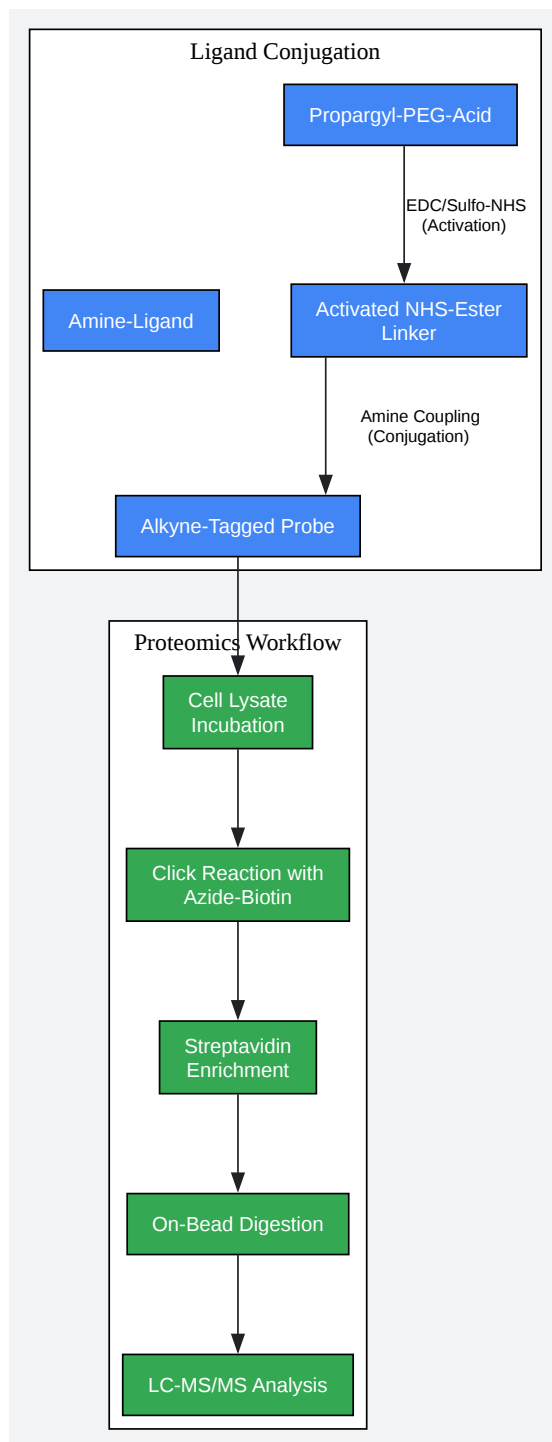 Ligand Conjugation
Propargyl-PEG-Acid
EDC/Sulfo-NHS
(Activation)
Amine-Ligand
Activated NHS-Ester
Linker
Amine Coupling
(Conjugation)
Alkyne-Tagged Probe
Proteomics Workflow
Cell Lysate
Incubation
Click Reaction with
Azide-Biotin
Streptavidin
Enrichment
On-Bead Digestion
LC-MS/MS Analysis